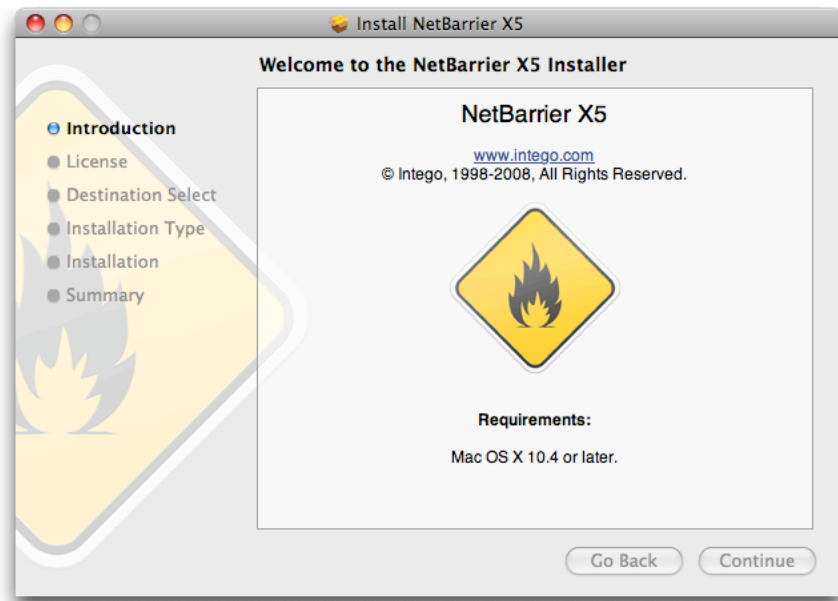 Install NetBarrier X5
Welcome to the NetBarrier X5 Installer
Introduction
License
Destination Select
Installation Type
Installation
Summary
NetBarrier X5
www.intego.com
© Intego, 1998-2008, All Rights Reserved.
Requirements:
Mac OS X 10.4 or later.
Go Back
Continue